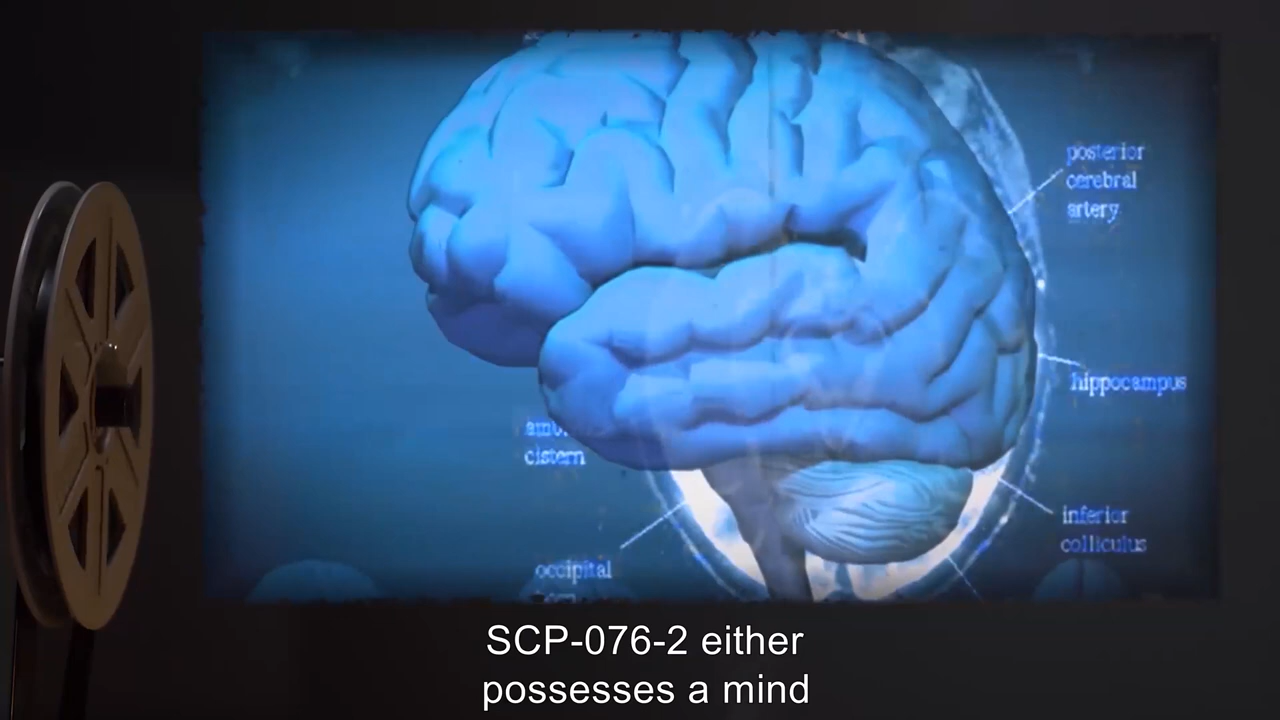 posterior
cerebral
artery
hippocampus
cistern
inferior
colliculus
occipital
SCP-076-2 either
possesses a mind